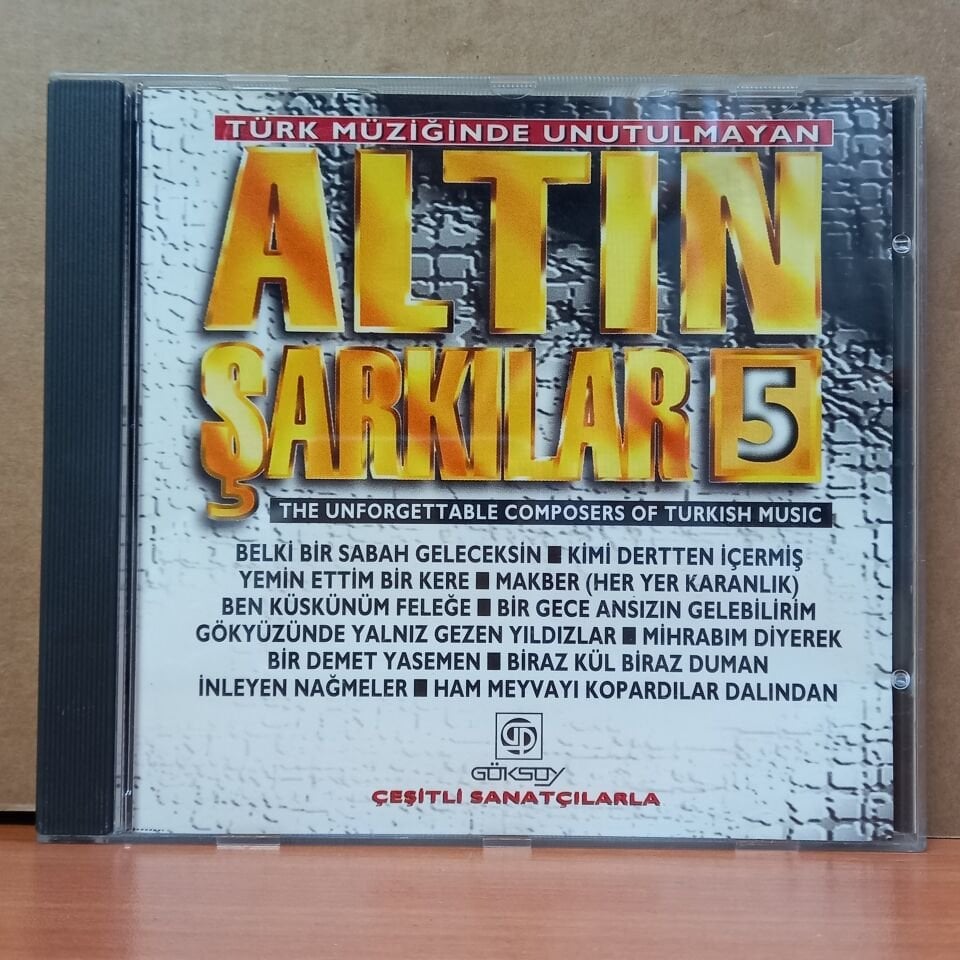 TÜRK MÜZİĞİNDE UNUTULMAYAN
ALTIN
ŞARKILAR 5
THE UNFORGETTABLE COMPOSERS OF TURKISH MUSIC
BELKİ BİR SABAH GELECEKSİN ■ KİMİ DERTTEN İÇERMİŞ
YEMİN ETTİM BİR KERE ■ MAKBER (HER YER KARANLIK)
BEN KÜSKÜNÜM FELEĞE ■ BİR GECE ANSIZIN GELEBİLİRİM
GÖKYÜZÜNDE YALNIZ GEZEN YILDIZLAR ■ MİHRABIM DİYEREK
BİR DEMET YASEMEN ■ BİRAZ KÜL BİRAZ DUMAN
İNLEYEN NAĞMELER ■ HAM MEYVAYI KOPARDILAR DALINDAN
GÖKSOY
ÇEŞİTLİ SANATÇILARLA